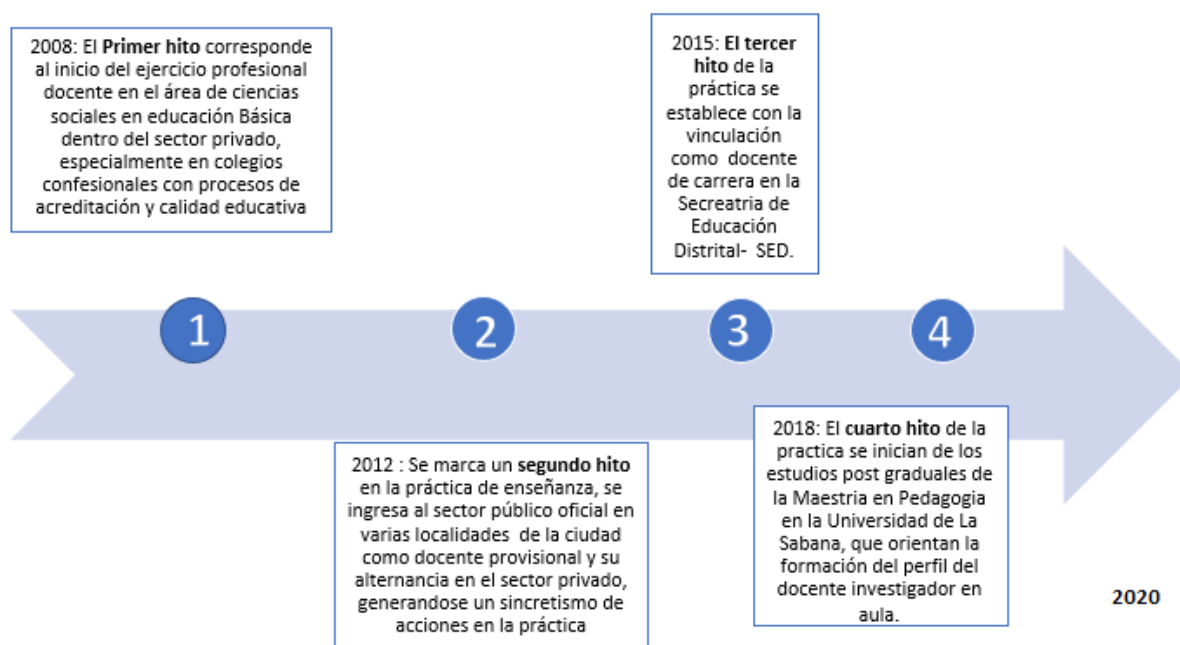 2008: El Primer hito corresponde
al inicio del ejercicio profesional
docente en el área de ciencias
sociales en educación Básica
dentro del sector privado,
especialmente en colegios
confesionales con procesos de
acreditación y calidad educativa
2015: El tercer
hito de la
práctica se
establece con la
vinculación
como docente
de carrera en la
Secreatria de
Educación
Distrital- SED.
1
2
3
4
2012 : Se marca un segundo hito
en la práctica de enseñanza, se
ingresa al sector público oficial en
varias localidades de la ciudad
como docente provisional y su
alternancia en el sector privado,
generandose un sincretismo de
acciones en la práctica
2018: El cuarto hito de la
practica se inician de los
estudios post graduales de
la Maestria en Pedagogia
en la Universidad de La
Sabana, que orientan la
formación del perfil del
docente investigador en
aula.
2020